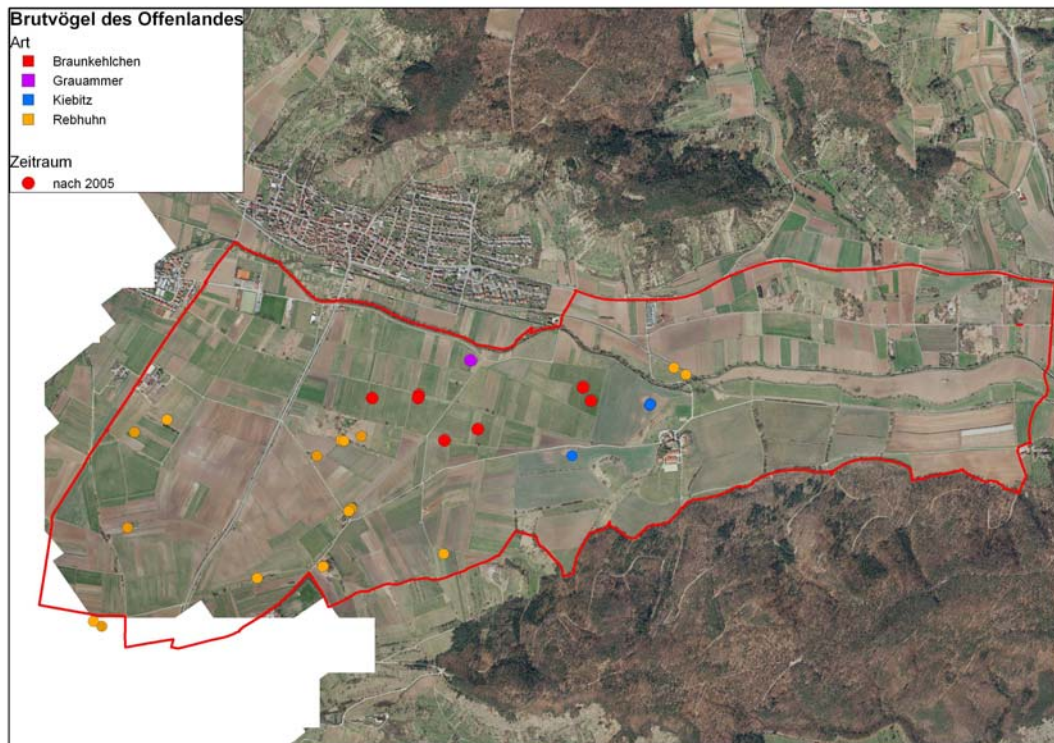 Brutvögel des Offenlandes
Art
Braunkehlchen
Grauammer
Kiebitz
Rebhuhn
Zeitraum
nach 2005